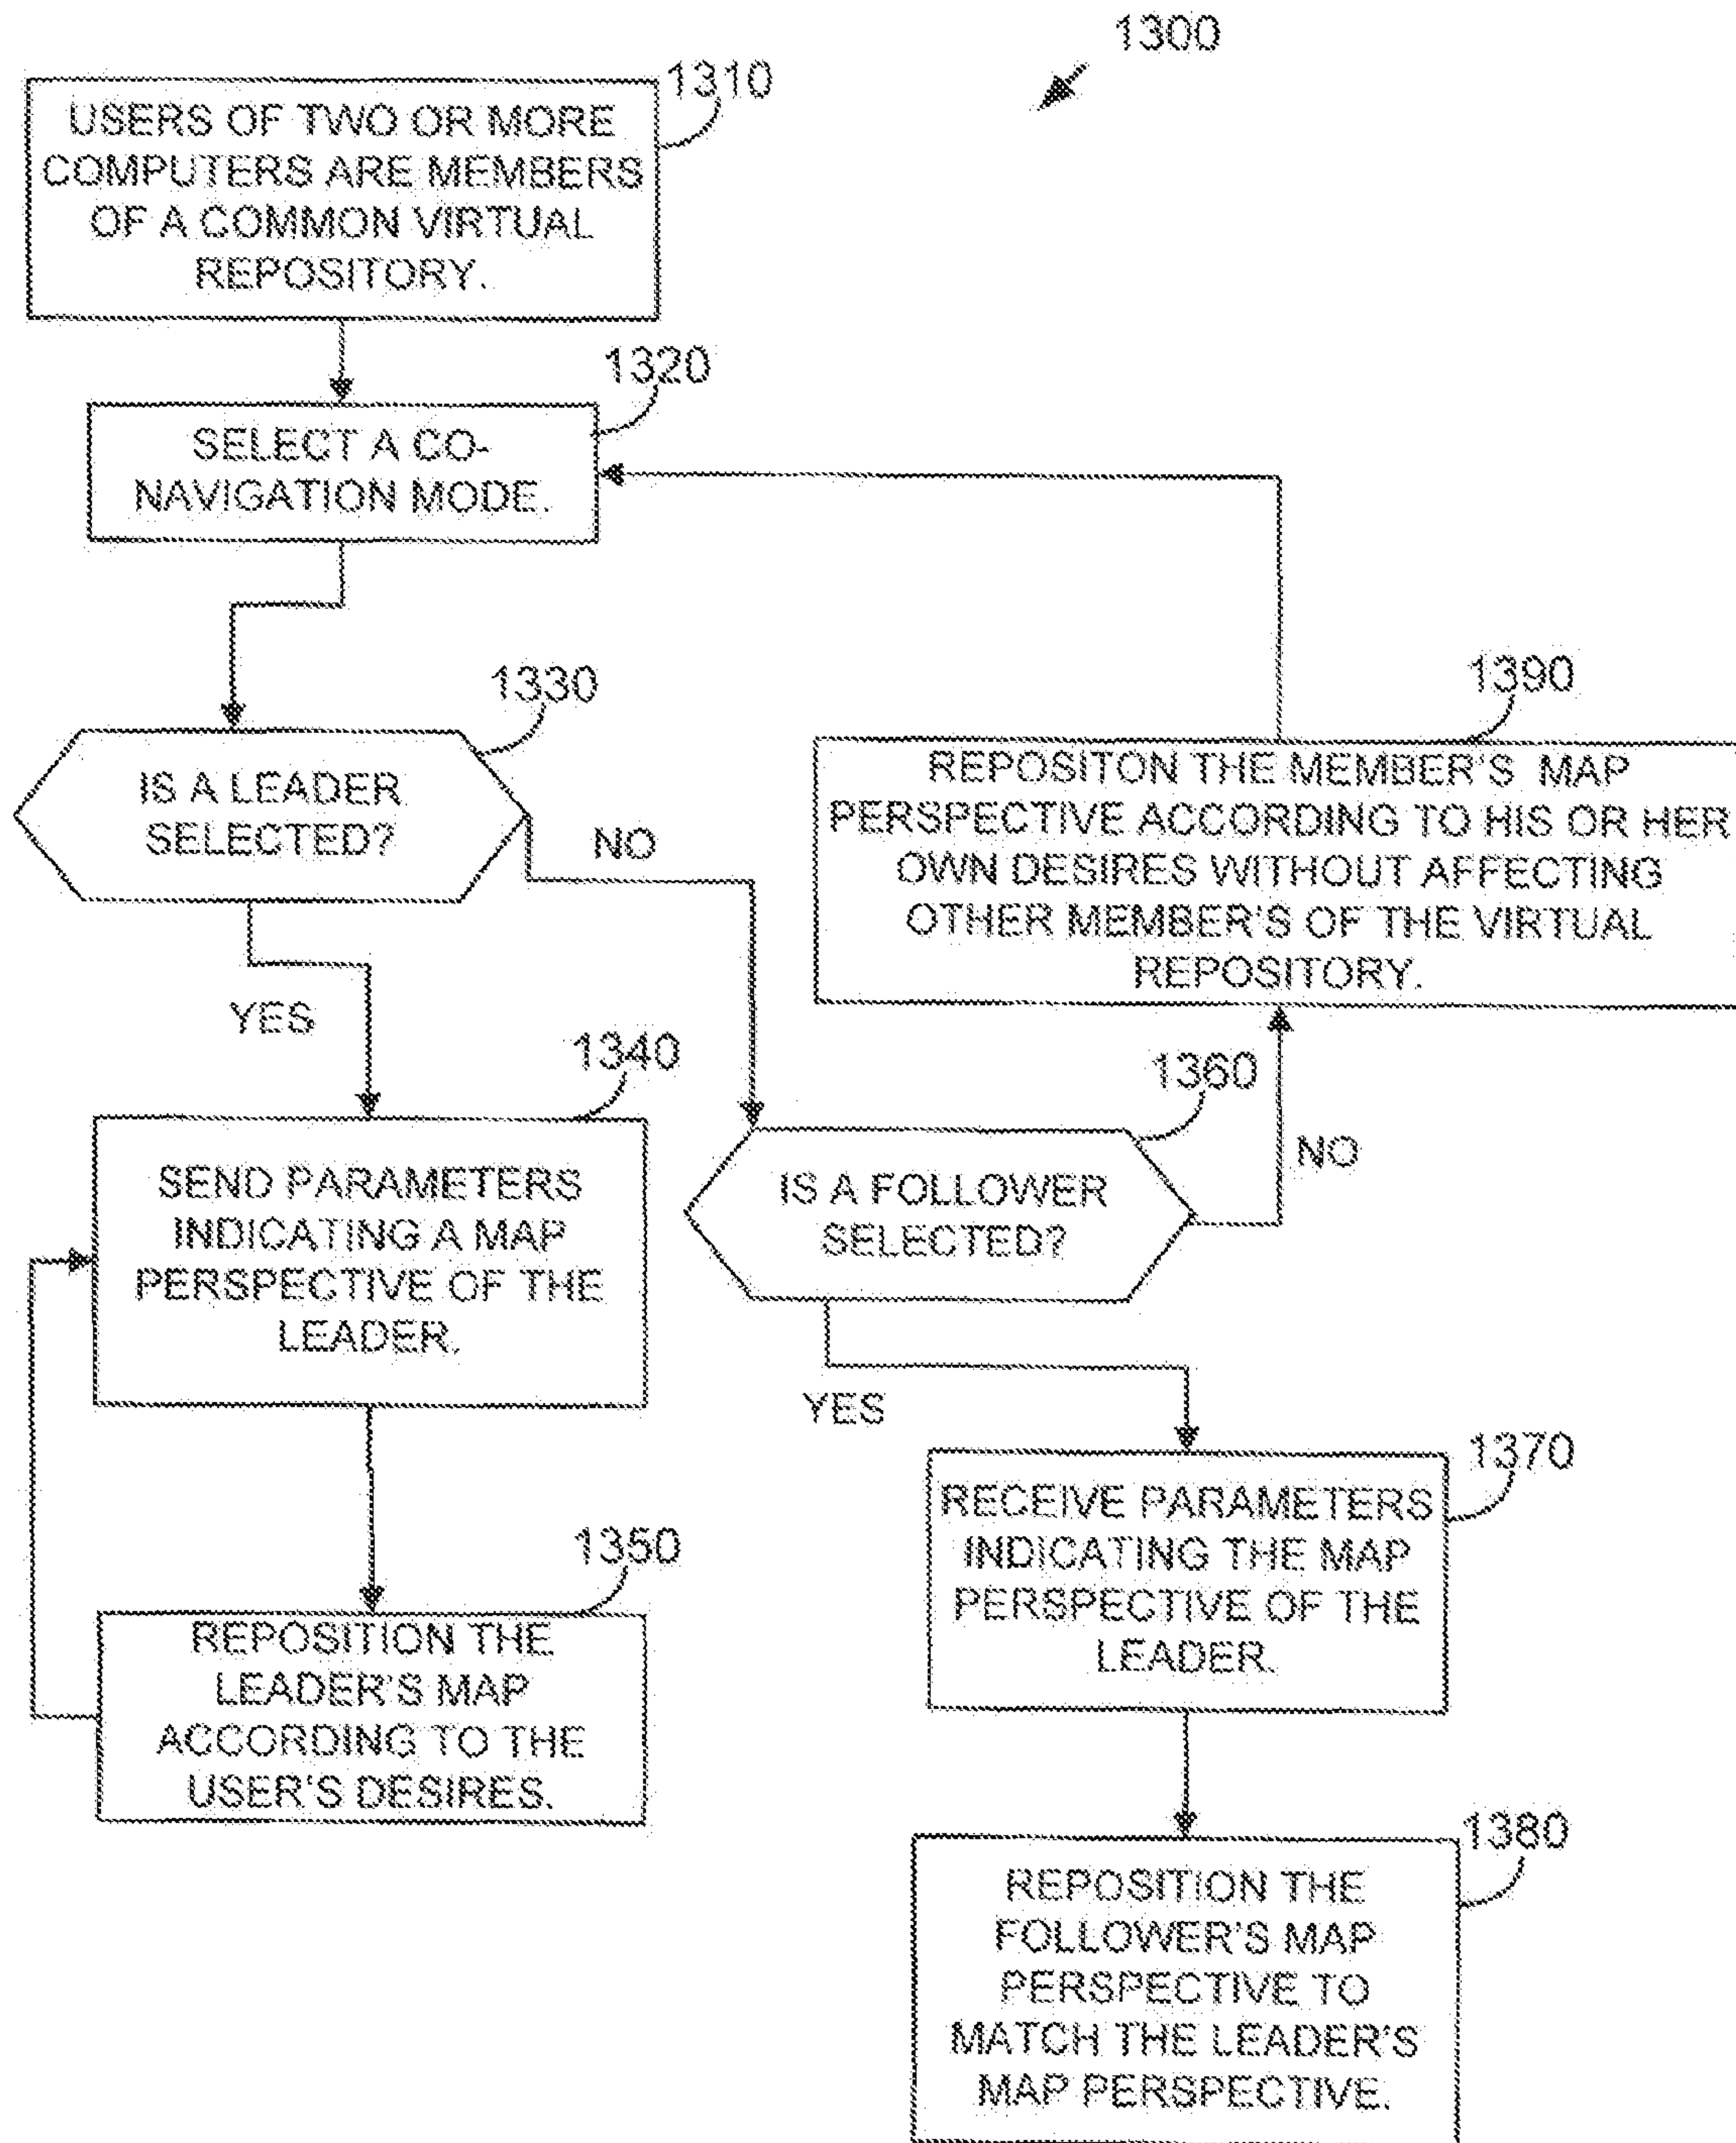 1300
1310
USERS OF TWO OR MORE
COMPUTERS ARE MEMBERS
OF A COMMON VIRTUAL
REPOSITORY.
1320
SELECT A CO-
NAVIGATION MODE.
1330
IS A LEADER
SELECTED?
NO
YES
1390
REPOSITON THE MEMBER'S MAP
PERSPECTIVE ACCORDING TO HIS OR HER
OWN DESIRES WITHOUT AFFECTING
OTHER MEMBER'S OF THE VIRTUAL
REPOSITORY.
1340
SEND PARAMETERS
INDICATING A MAP
PERSPECTIVE OF THE
LEADER.
1360
IS A FOLLOWER
SELECTED?
NO
YES
1350
REPOSITION THE
LEADER'S MAP
ACCORDING TO THE
USER'S DESIRES.
1370
RECEIVE PARAMETERS
INDICATING THE MAP
PERSPECTIVE OF THE
LEADER.
1380
REPOSITION THE
FOLLOWER'S MAP
PERSPECTIVE TO
MATCH THE LEADER'S
MAP PERSPECTIVE.